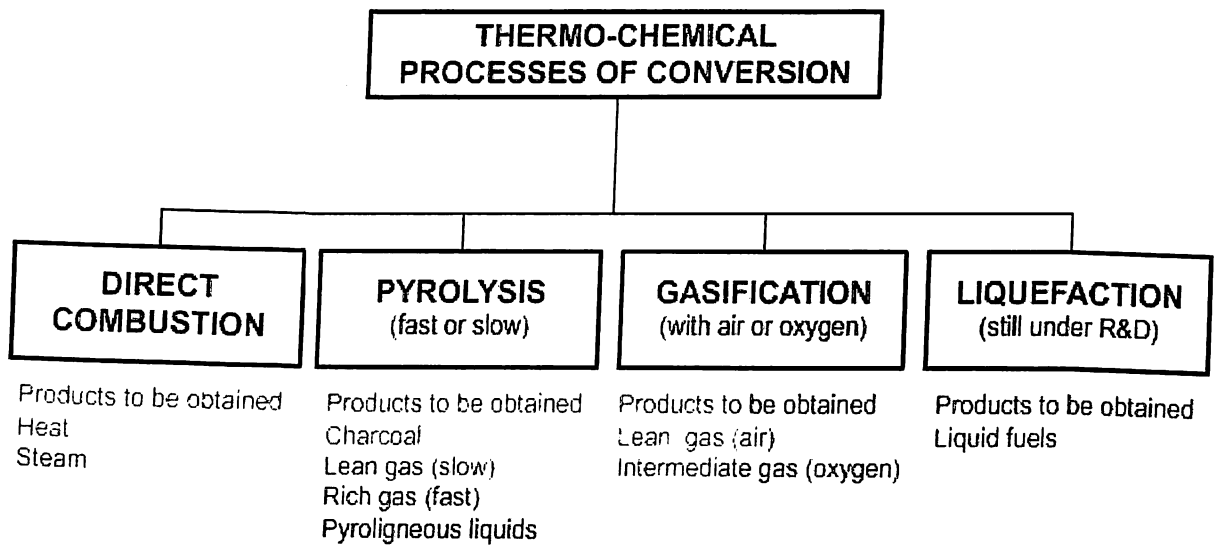 THERMO-CHEMICAL
PROCESSES OF CONVERSION
DIRECT
COMBUSTION
Products to be obtained
Heat
Steam
PYROLYSIS
(fast or slow)
Products to be obtained
Charcoal
Lean gas (slow)
Rich gas (fast)
Pyroligneous liquids
GASIFICATION
(with air or oxygen)
Products to be obtained
Lean gas (air)
Intermediate gas (oxygen)
LIQUEFACTION
(still under R&D)
Products to be obtained
Liquid fuels